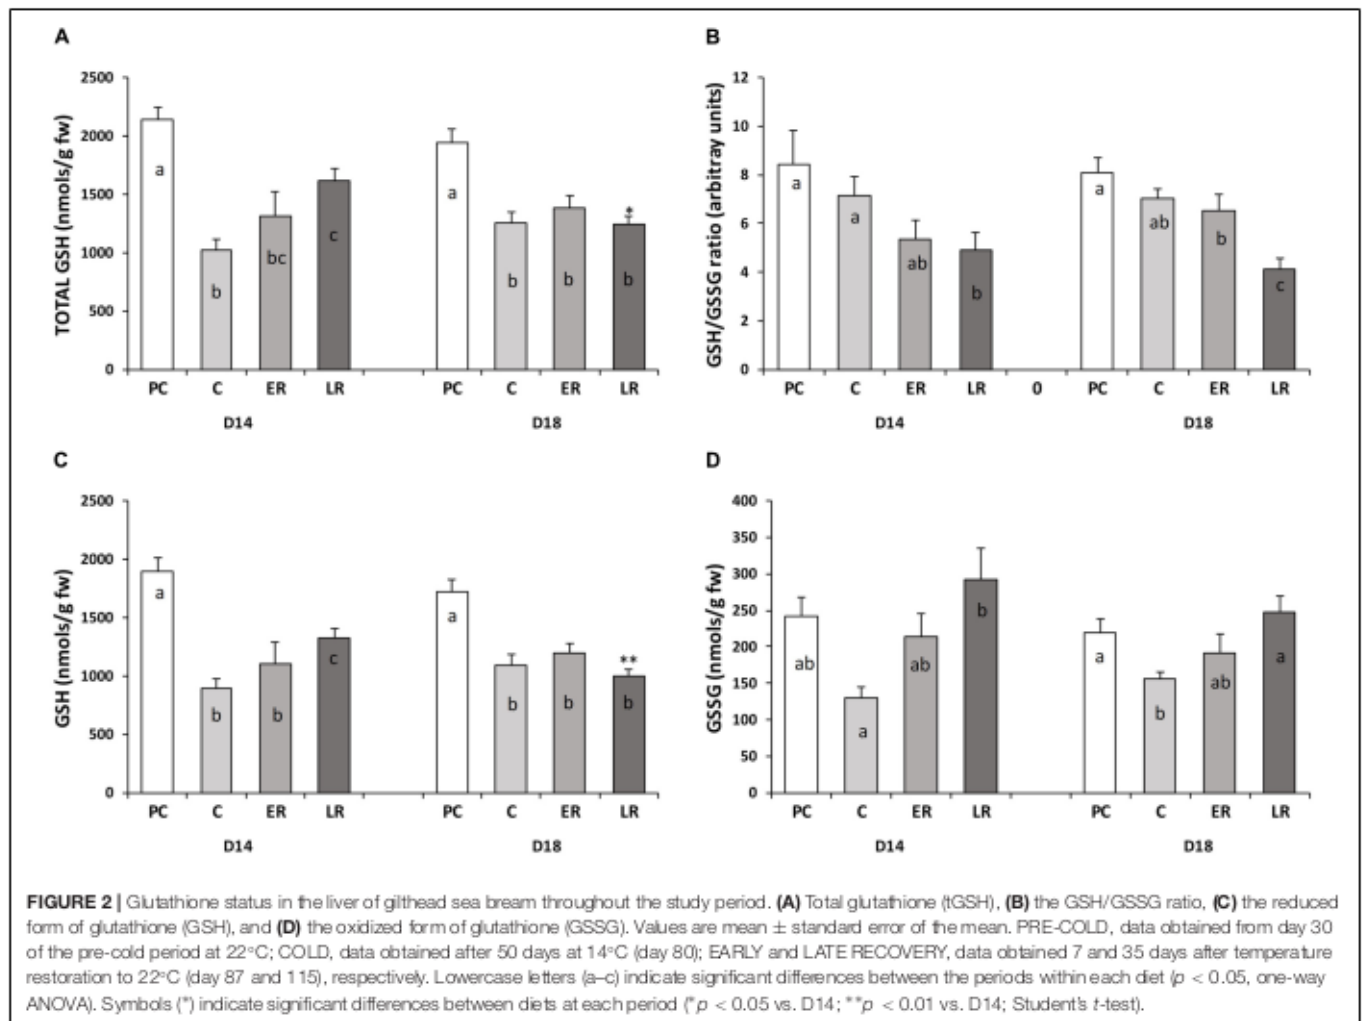 A
B
TOTAL GSH (nmols/g fw)
2500
2000
1500
1000
500
0
a
b
bc
c
a
b
b
*
b
PC C ER LR PC C ER LR
D14 D18
GSH/GSSG ratio (arbitray units)
12
10
8
6
4
2
0
a
a
ab
b
a
ab
b
c
PC C ER LR 0 PC C ER LR
D14 D18
C
D
GSH (nmols/g fw)
2500
2000
1500
1000
500
0
a
b
b
c
a
b
b
**
b
PC C ER LR PC C ER LR
D14 D18
GSSG (nmols/g fw)
400
350
300
250
200
150
100
50
0
ab
a
ab
b
a
b
ab
a
PC C ER LR PC C ER LR
D14 D18
FIGURE 2 | Glutathione status in the liver of gilthead sea bream throughout the study period. (A) Total glutathione (tGSH), (B) the GSH/GSSG ratio, (C) the reduced
form of glutathione (GSH), and (D) the oxidized form of glutathione (GSSG). Values are mean ± standard error of the mean. PRE-COLD, data obtained from day 30
of the pre-cold period at 22°C; COLD, data obtained after 50 days at 14°C (day 80); EARLY and LATE RECOVERY, data obtained 7 and 35 days after temperature
restoration to 22°C (day 87 and 115), respectively. Lowercase letters (a–c) indicate significant differences between the periods within each diet (p < 0.05, one-way
ANOVA). Symbols (*) indicate significant differences between diets at each period (*p < 0.05 vs. D14; **p < 0.01 vs. D14; Student's t-test).